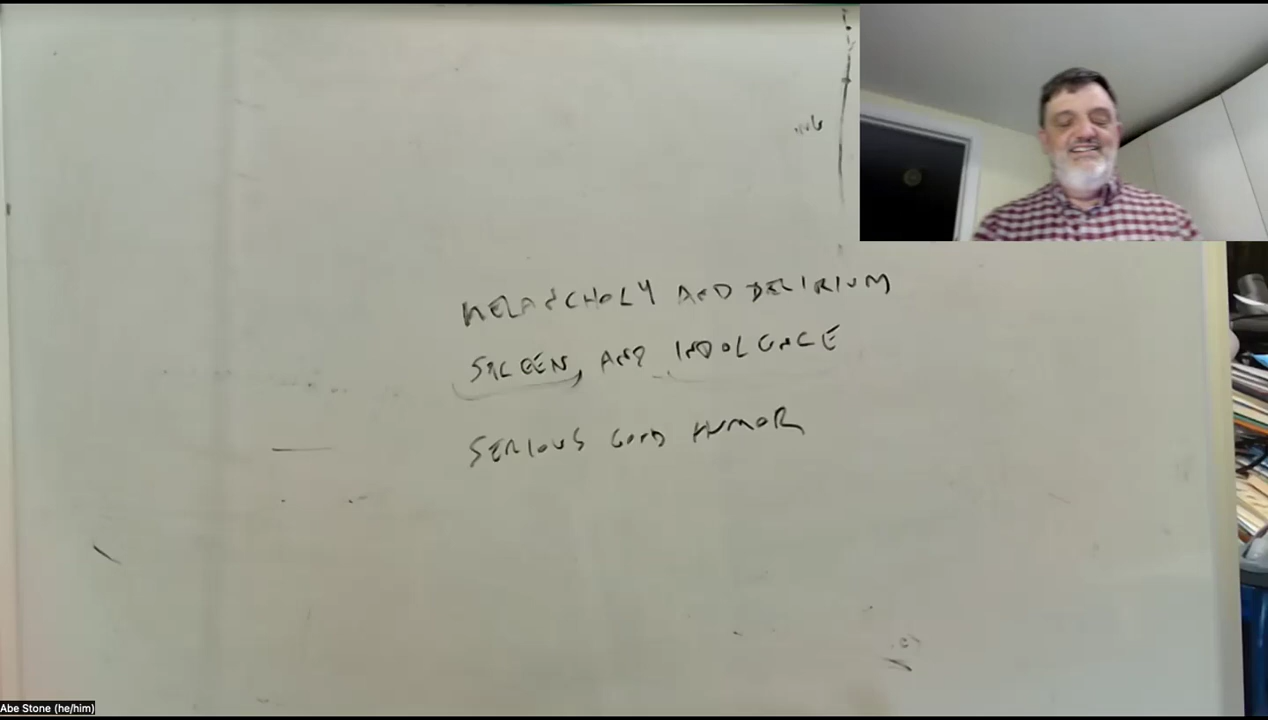 MELANCHOLY AND DELIRIUM
SPLEEN, AND INDOLENCE
SERIOUS GOOD HUMOR
Abe Stone (he/him)